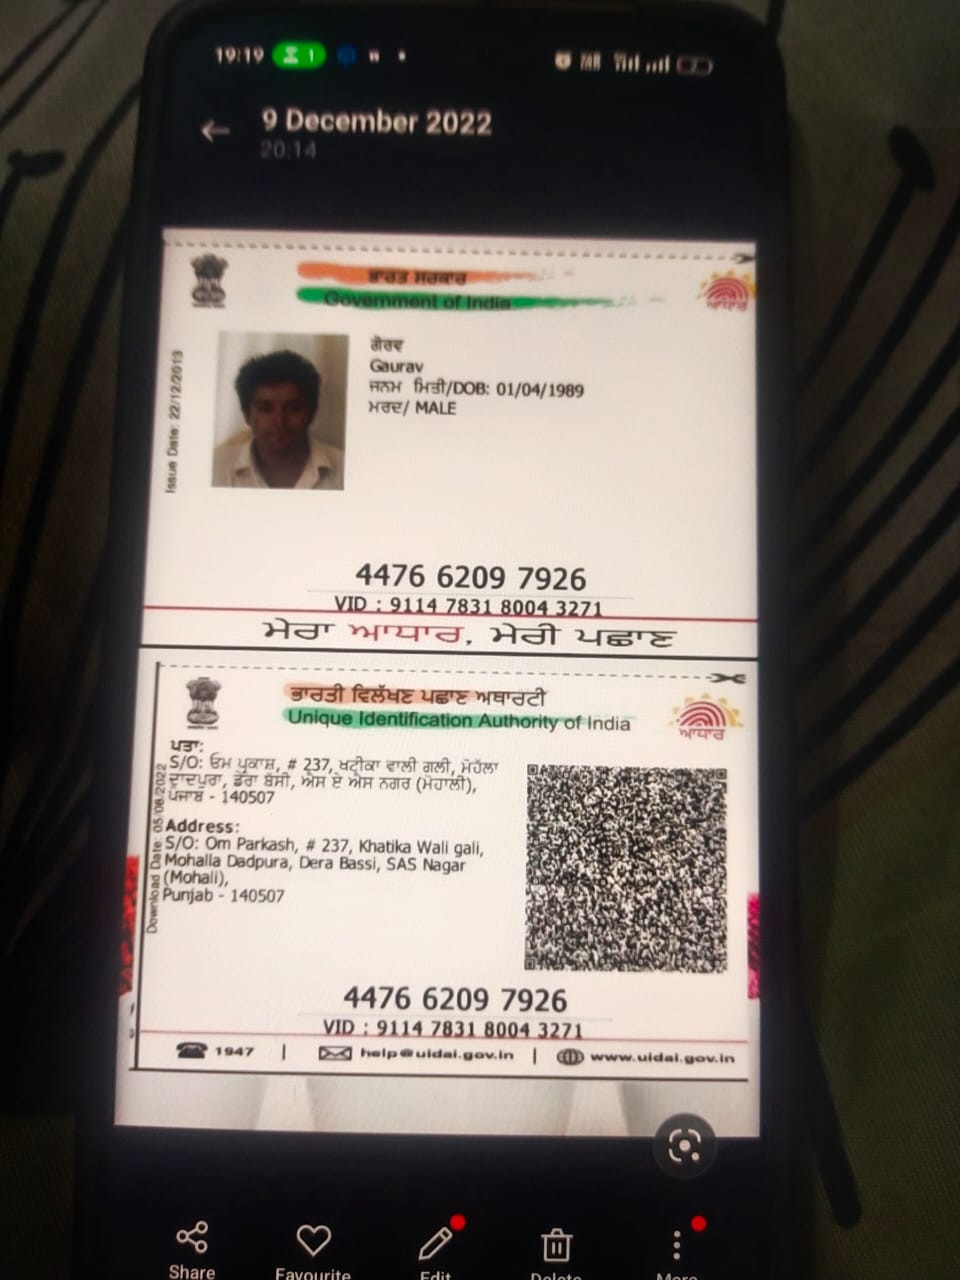 19:19
1
9 December 2022
20:14
ਭਾਰਤ ਸਰਕਾਰ
Government of India
ਆਧਾਰ
Issue Date: 22/12/2013
ਗੋਰਵ
Gaurav
ਜਨਮ ਮਿਤੀ/DOB: 01/04/1989
ਮਰਦ/ MALE
4476 6209 7926
VID : 9114 7831 8004 3271
ਮੇਰਾ ਆਧਾਰ, ਮੇਰੀ ਪਛਾਣ
ਭਾਰਤੀ ਵਿਲੱਖਣ ਪਛਾਣ ਅਥਾਰਟੀ
Unique Identification Authority of India
ਆਧਾਰ
Download Date: 05/08/2022
ਪਤਾ:
S/O: ਓਮ ਪ੍ਰਕਾਸ਼, # 237, ਖਟੀਕਾ ਵਾਲੀ ਗਲੀ, ਮੋਹੱਲਾ
ਦਾਦਪੁਰਾ, ਡੇਰਾ ਬੱਸੀ, ਐਸ ਏ ਐਸ ਨਗਰ (ਮੋਹਾਲੀ),
ਪੰਜਾਬ - 140507
Address:
S/O: Om Parkash, # 237, Khatika Wali gali,
Mohalla Dadpura, Dera Bassi, SAS Nagar
(Mohali),
Punjab - 140507
4476 6209 7926
VID : 9114 7831 8004 3271
1947 | help@uidai.gov.in | www.uidai.gov.in
Share Favourite Edit Delete More